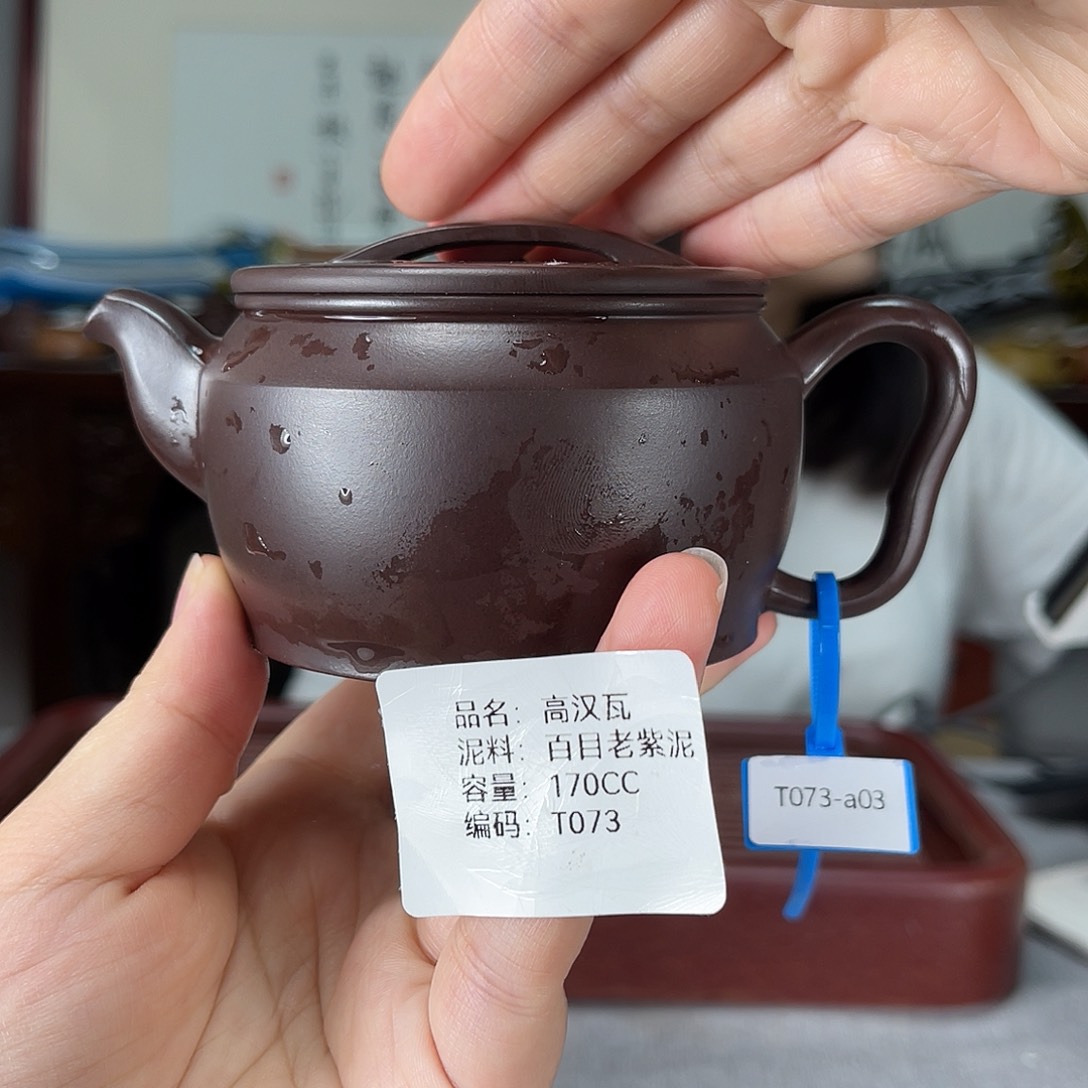 品名：高汉瓦
泥料：百目老紫泥
容量：170CC
编码：T073
T073-a03